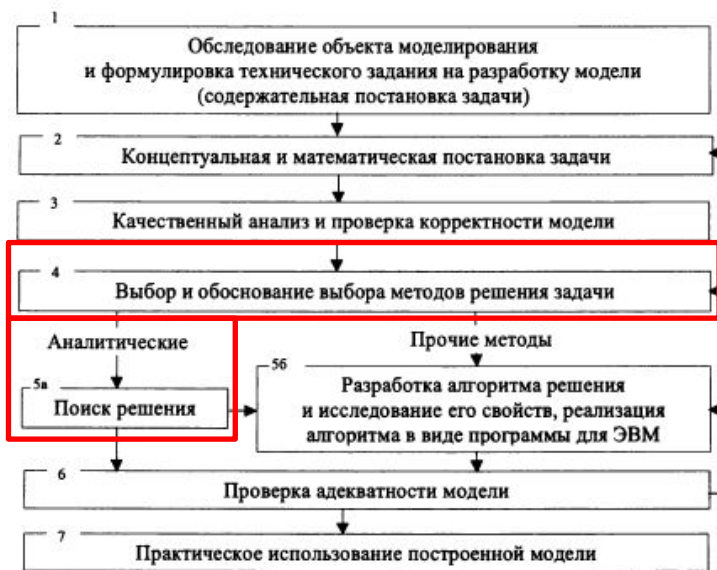 1
Обследование объекта моделирования
и формулировка технического задания на разработку модели
(содержательная постановка задачи)
2
Концептуальная и математическая постановка задачи
3
Качественный анализ и проверка корректности модели
4
Выбор и обоснование выбора методов решения задачи
Аналитические
Прочие методы
5а
Поиск решения
5б
Разработка алгоритма решения
и исследование его свойств, реализация
алгоритма в виде программы для ЭВМ
6
Проверка адекватности модели
7
Практическое использование построенной модели